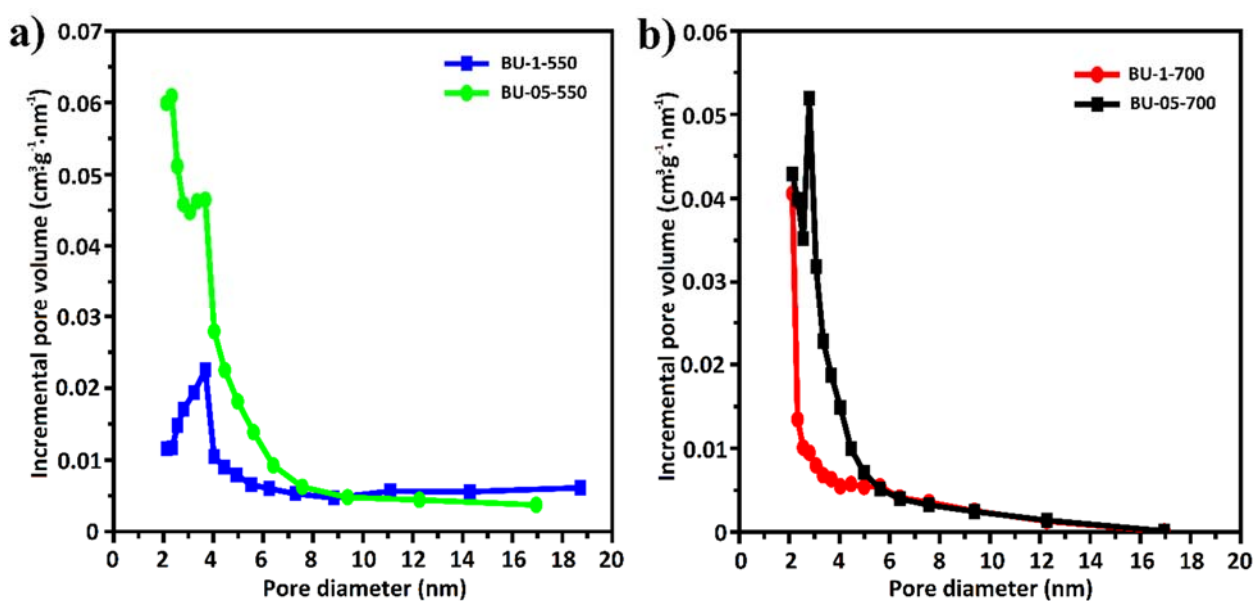 a)
0.07
0.06
0.05
0.04
0.03
0.02
0.01
0
0 2 4 6 8 10 12 14 16 18 20
Incremental pore volume (cm³g⁻¹·nm⁻¹)
Pore diameter (nm)
BU-1-550
BU-05-550
b)
0.06
0.05
0.04
0.03
0.02
0.01
0
0 2 4 6 8 10 12 14 16 18 20
Incremental pore volume (cm³g⁻¹·nm⁻¹)
Pore diameter (nm)
BU-1-700
BU-05-700